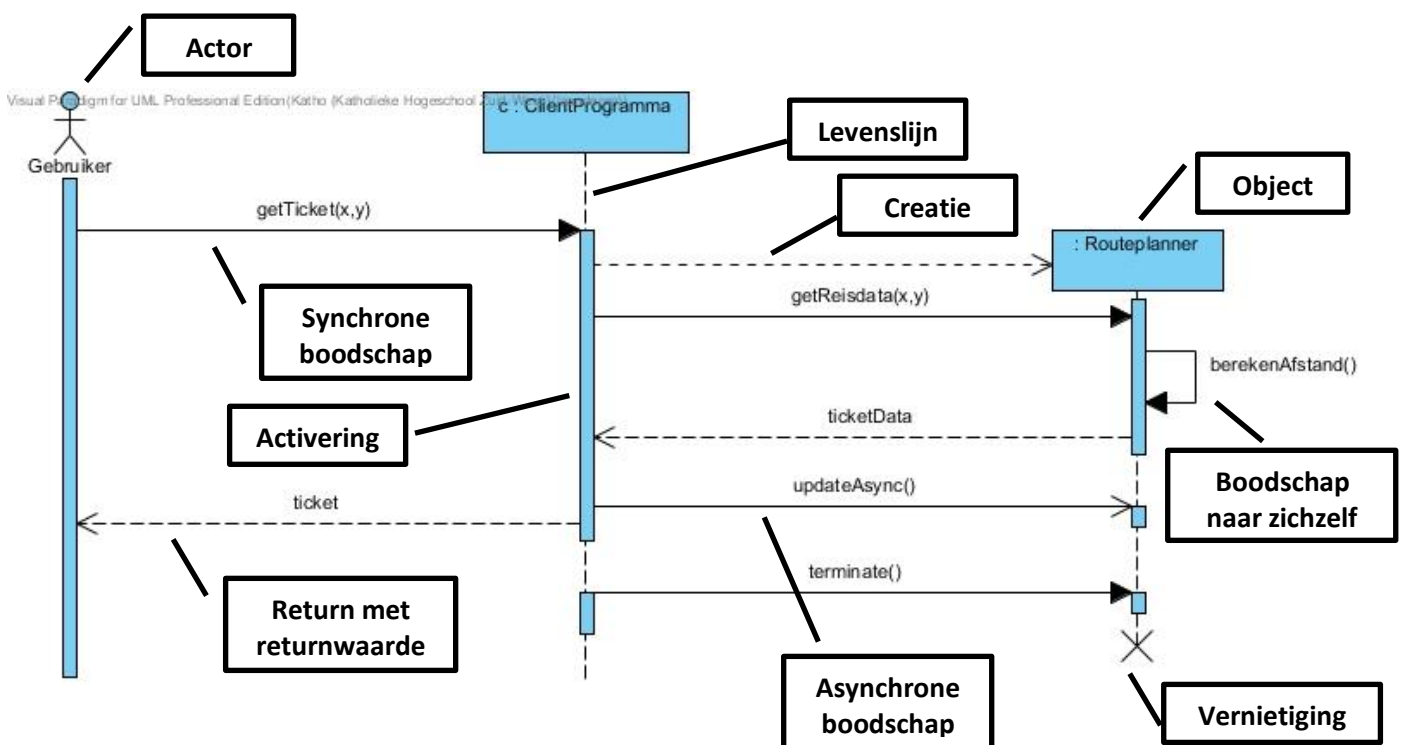 Actor
Visual Paradigm for UML Professional Edition(Katho (Katholieke Hogeschool
c : ClientProgramma
Gebruiker
Levenslijn
Object
Creatie
getTicket(x,y)
: Routeplanner
getReisdata(x,y)
Synchrone
boodschap
berekenAfstand()
Activering
ticketData
Boodschap
naar zichzelf
updateAsync()
ticket
terminate()
Return met
returnwaarde
Asynchrone
boodschap
Vernietiging